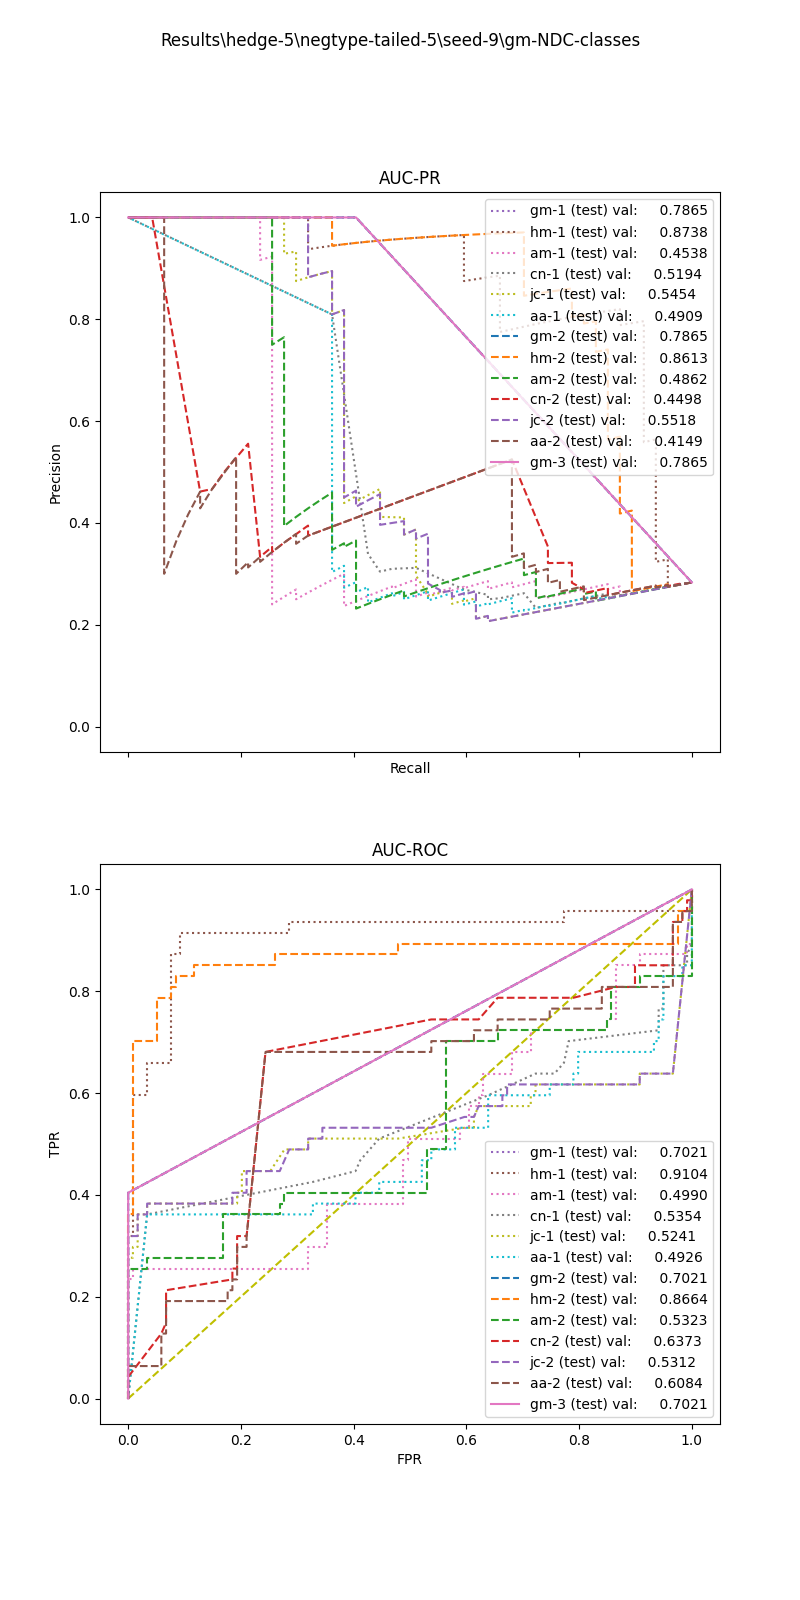 Results\hedge-5\negtype-tailed-5\seed-9\gm-NDC-classes
AUC-PR
1.0
0.8
0.6
0.4
0.2
0.0
Precision
Recall
gm-1 (test) val: 0.7865
hm-1 (test) val: 0.8738
am-1 (test) val: 0.4538
cn-1 (test) val: 0.5194
jc-1 (test) val: 0.5454
aa-1 (test) val: 0.4909
gm-2 (test) val: 0.7865
hm-2 (test) val: 0.8613
am-2 (test) val: 0.4862
cn-2 (test) val: 0.4498
jc-2 (test) val: 0.5518
aa-2 (test) val: 0.4149
gm-3 (test) val: 0.7865
AUC-ROC
1.0
0.8
0.6
0.4
0.2
0.0
TPR
gm-1 (test) val: 0.7021
hm-1 (test) val: 0.9104
am-1 (test) val: 0.4990
cn-1 (test) val: 0.5354
jc-1 (test) val: 0.5241
aa-1 (test) val: 0.4926
gm-2 (test) val: 0.7021
hm-2 (test) val: 0.8664
am-2 (test) val: 0.5323
cn-2 (test) val: 0.6373
jc-2 (test) val: 0.5312
aa-2 (test) val: 0.6084
gm-3 (test) val: 0.7021
0.0 0.2 0.4 0.6 0.8 1.0
FPR